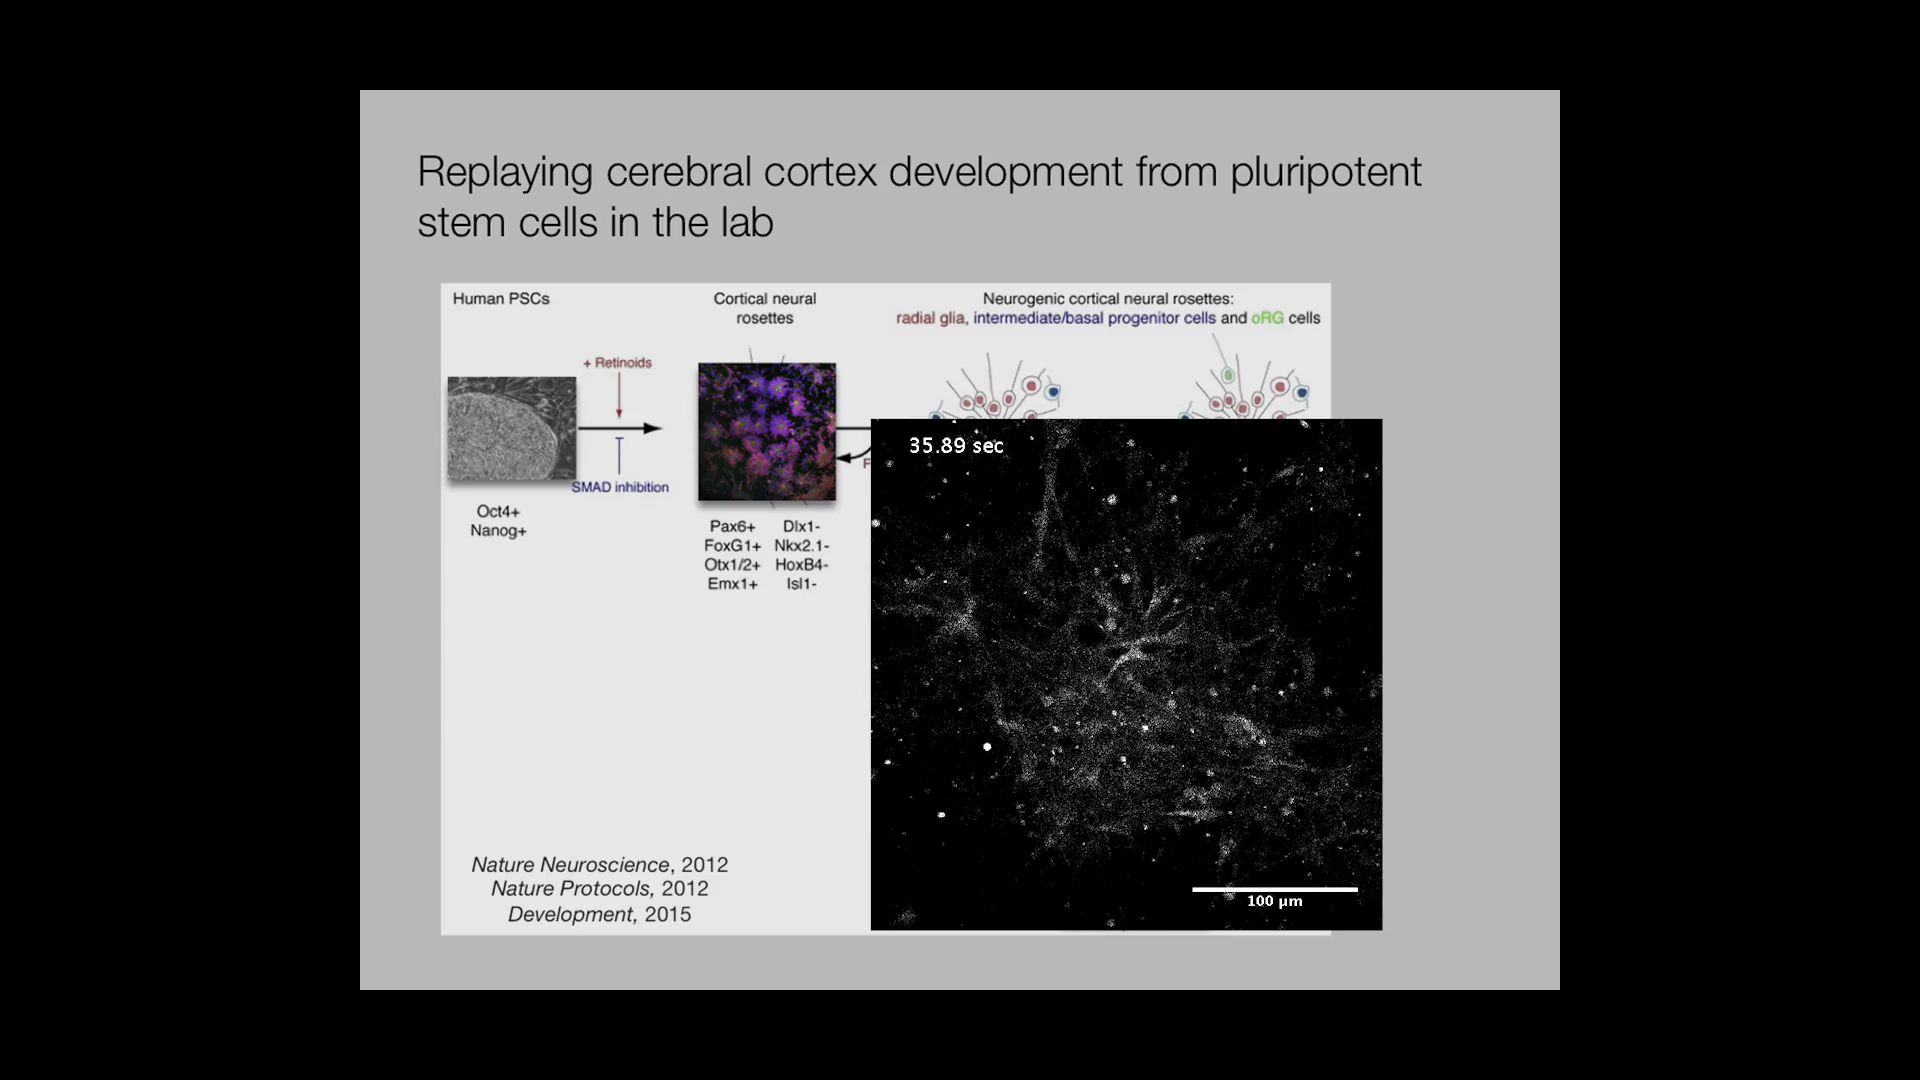 Replaying cerebral cortex development from pluripotent
stem cells in the lab
Human PSCs
Cortical neural
rosettes
Neurogenic cortical neural rosettes:
radial glia, intermediate/basal progenitor cells and oRG cells
+ Retinoids
SMAD inhibition
Oct4+
Nanog+
Pax6+ Dlx1-
FoxG1+ Nkx2.1-
Otx1/2+ HoxB4-
Emx1+ Isl1-
F
35.89 sec
100 µm
Nature Neuroscience, 2012
Nature Protocols, 2012
Development, 2015